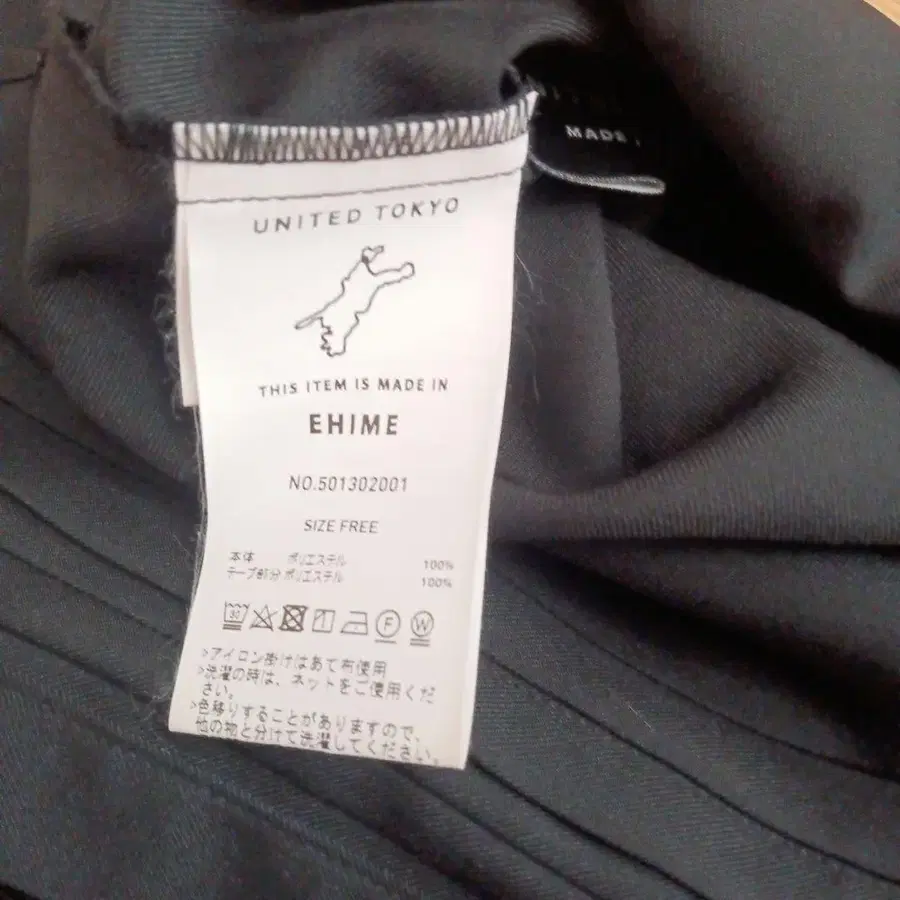 MADE
UNITED TOKYO
THIS ITEM IS MADE IN
EHIME
NO.501302001
SIZE FREE
本体 ポリエステル 100%
テープ部分 ポリエステル 100%
30 F W
>アイロン掛けはあて布使用
>洗濯の時は、ネットをご使用くだ
さい。
>色移りすることがありますので、
他の物と分けて洗濯してください。